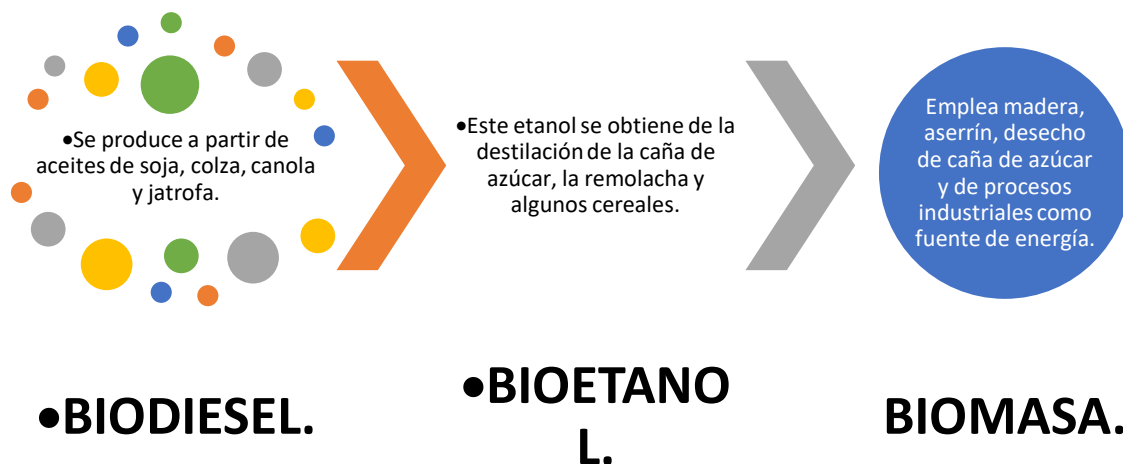 •Se produce a partir de
aceites de soja, colza, canola
y jatrofa.
•Este etanol se obtiene de la
destilación de la caña de
azúcar, la remolacha y
algunos cereales.
Emplea madera,
aserrín, desecho
de caña de azúcar
y de procesos
industriales como
fuente de energía.
•BIODIESEL.
•BIOETANO
L.
BIOMASA.